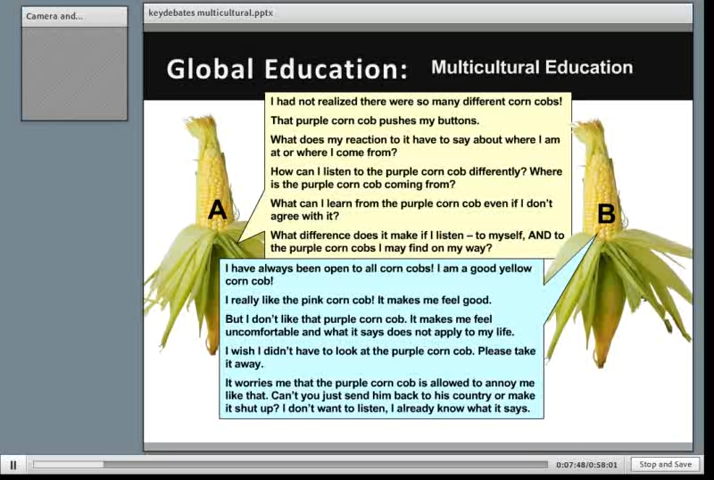 Camera and...
keydebates multicultural.pptx
Global Education: Multicultural Education
I had not realized there were so many different corn cobs!
That purple corn cob pushes my buttons.
What does my reaction to it have to say about where I am
at or where I come from?
How can I listen to the purple corn cob differently? Where
is the purple corn cob coming from?
What can I learn from the purple corn cob even if I don't
agree with it?
What difference does it make if I listen – to myself, AND to
the purple corn cobs I may find on my way?
A
B
I have always been open to all corn cobs! I am a good yellow
corn cob!
I really like the pink corn cob! It makes me feel good.
But I don't like that purple corn cob. It makes me feel
uncomfortable and what it says does not apply to my life.
I wish I didn't have to look at the purple corn cob. Please take
it away.
It worries me that the purple corn cob is allowed to annoy me
like that. Can't you just send him back to his country or make
it shut up? I don't want to listen, I already know what it says.
0:07:48/0:58:01
Stop and Save